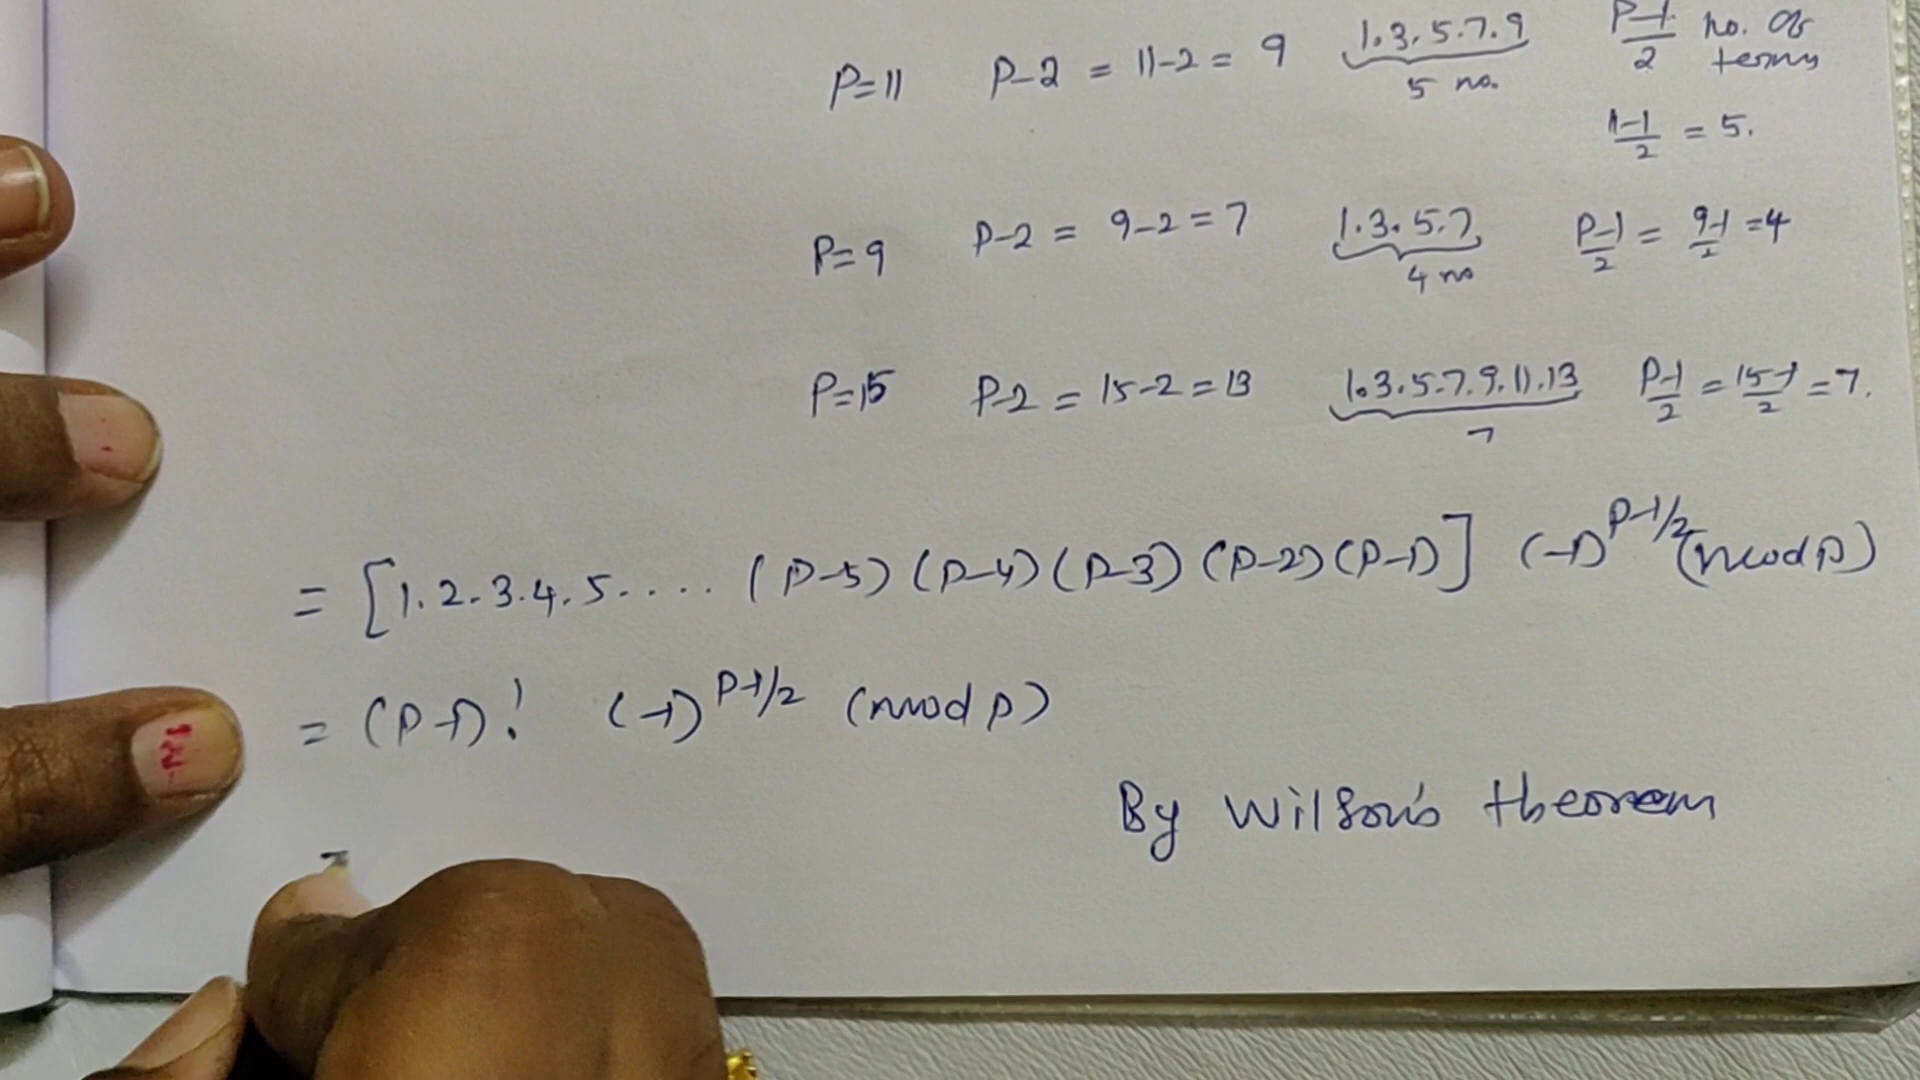 P=11 P-2 = 11-2 = 9 1.3.5.7.9 P-1/2 no. of terms
5 no.
11-1/2 = 5.
P=9 P-2 = 9-2 = 7 1.3.5.7 P-1/2 = 9-1/2 = 4
4 no
P=15 P-2 = 15-2 = 13 1.3.5.7.9.11.13 P-1/2 = 15-1/2 = 7.
7
= [1.2.3.4.5.... (P-5) (P-4) (P-3) (P-2) (P-1)] (-1)^P-1/2 (mod P)
= (P-1)! (-1)^P-1/2 (mod P)
By Wilson's theorem